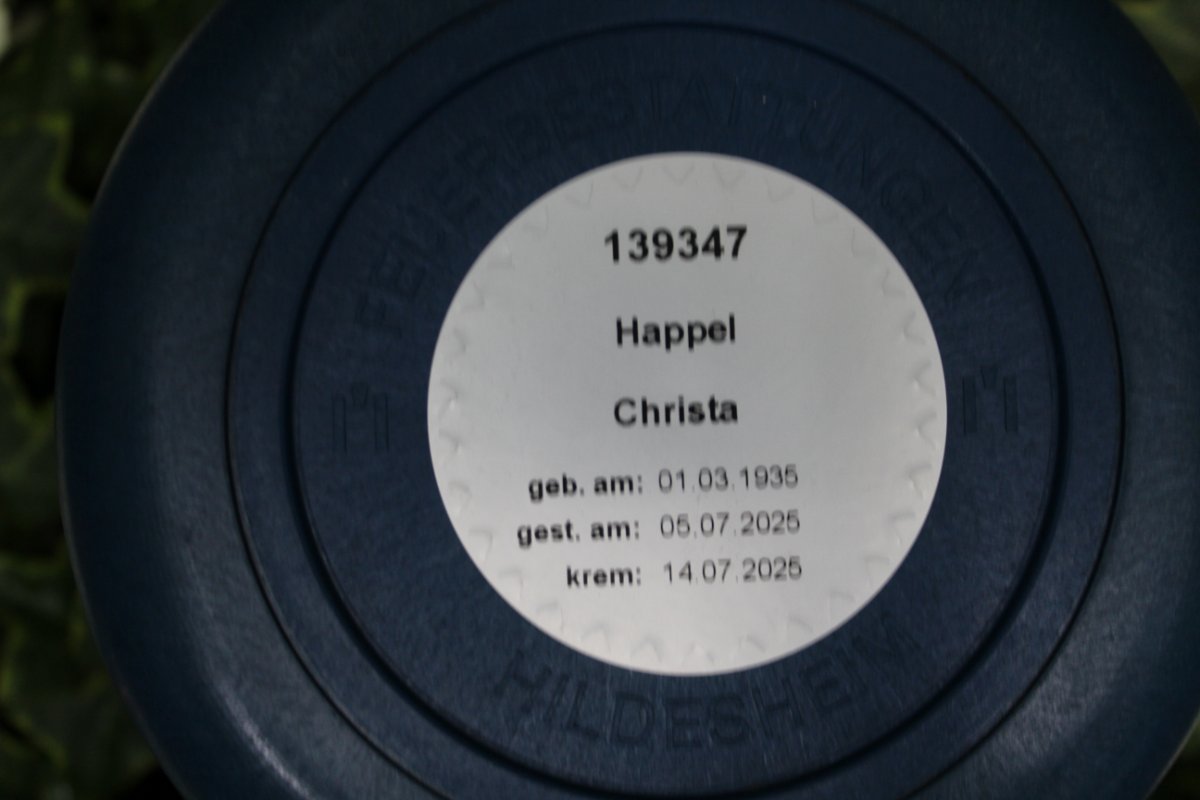 FEUERBESTATTUNGEN
139347
Happel
Christa
geb. am: 01.03.1935
gest. am: 05.07.2025
krem: 14.07.2025
HILDESHEIM